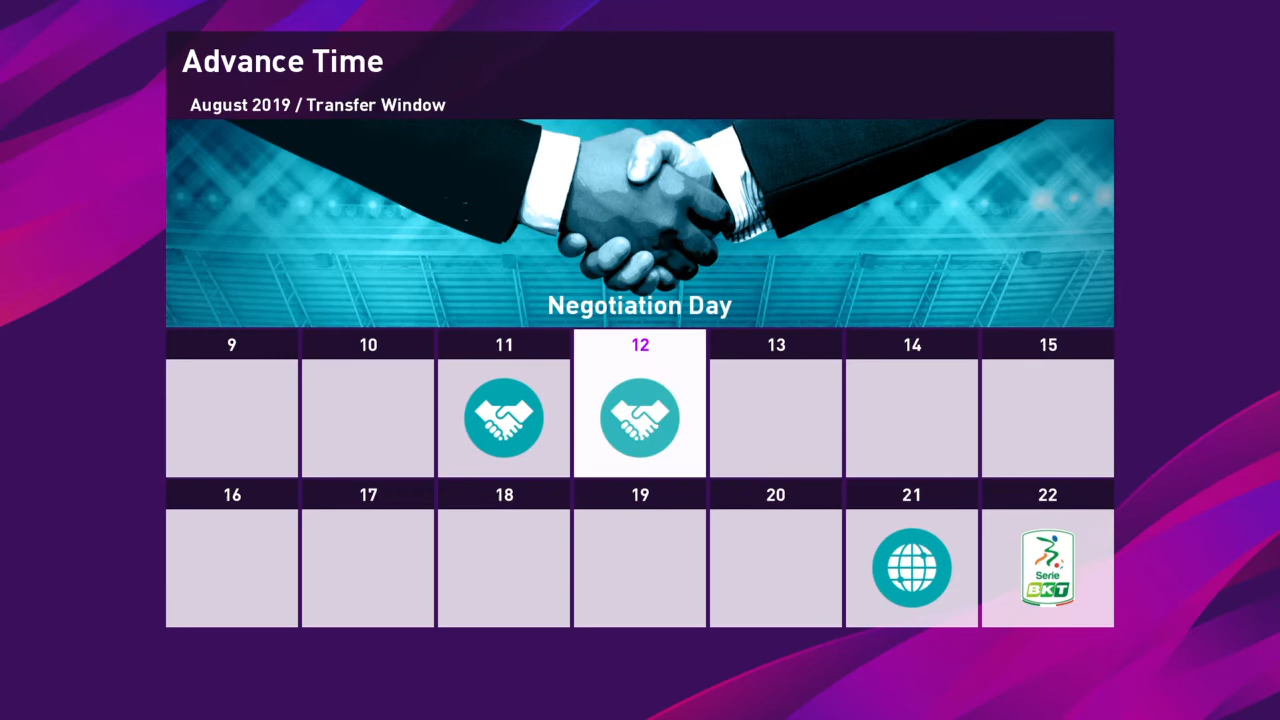 Advance Time
August 2019 / Transfer Window
Negotiation Day
9 10 11 12 13 14 15
16 17 18 19 20 21 22
Serie
BKT